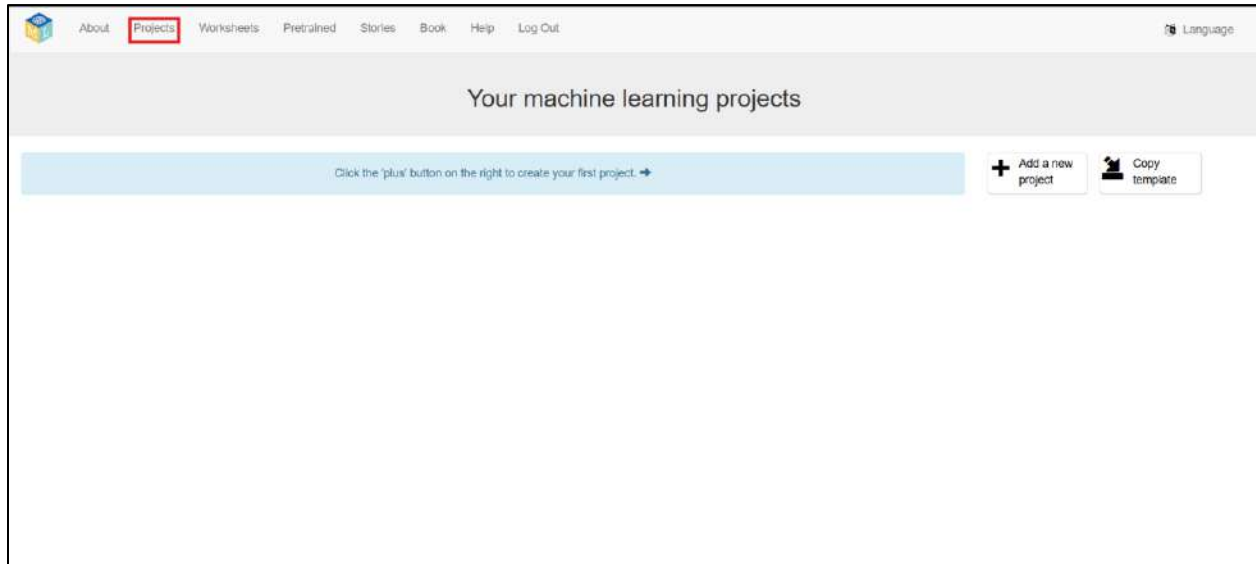 About Projects Worksheets Pretrained Stories Book Help Log Out Language
Your machine learning projects
Click the 'plus' button on the right to create your first project.
Add a new
project
Copy
template